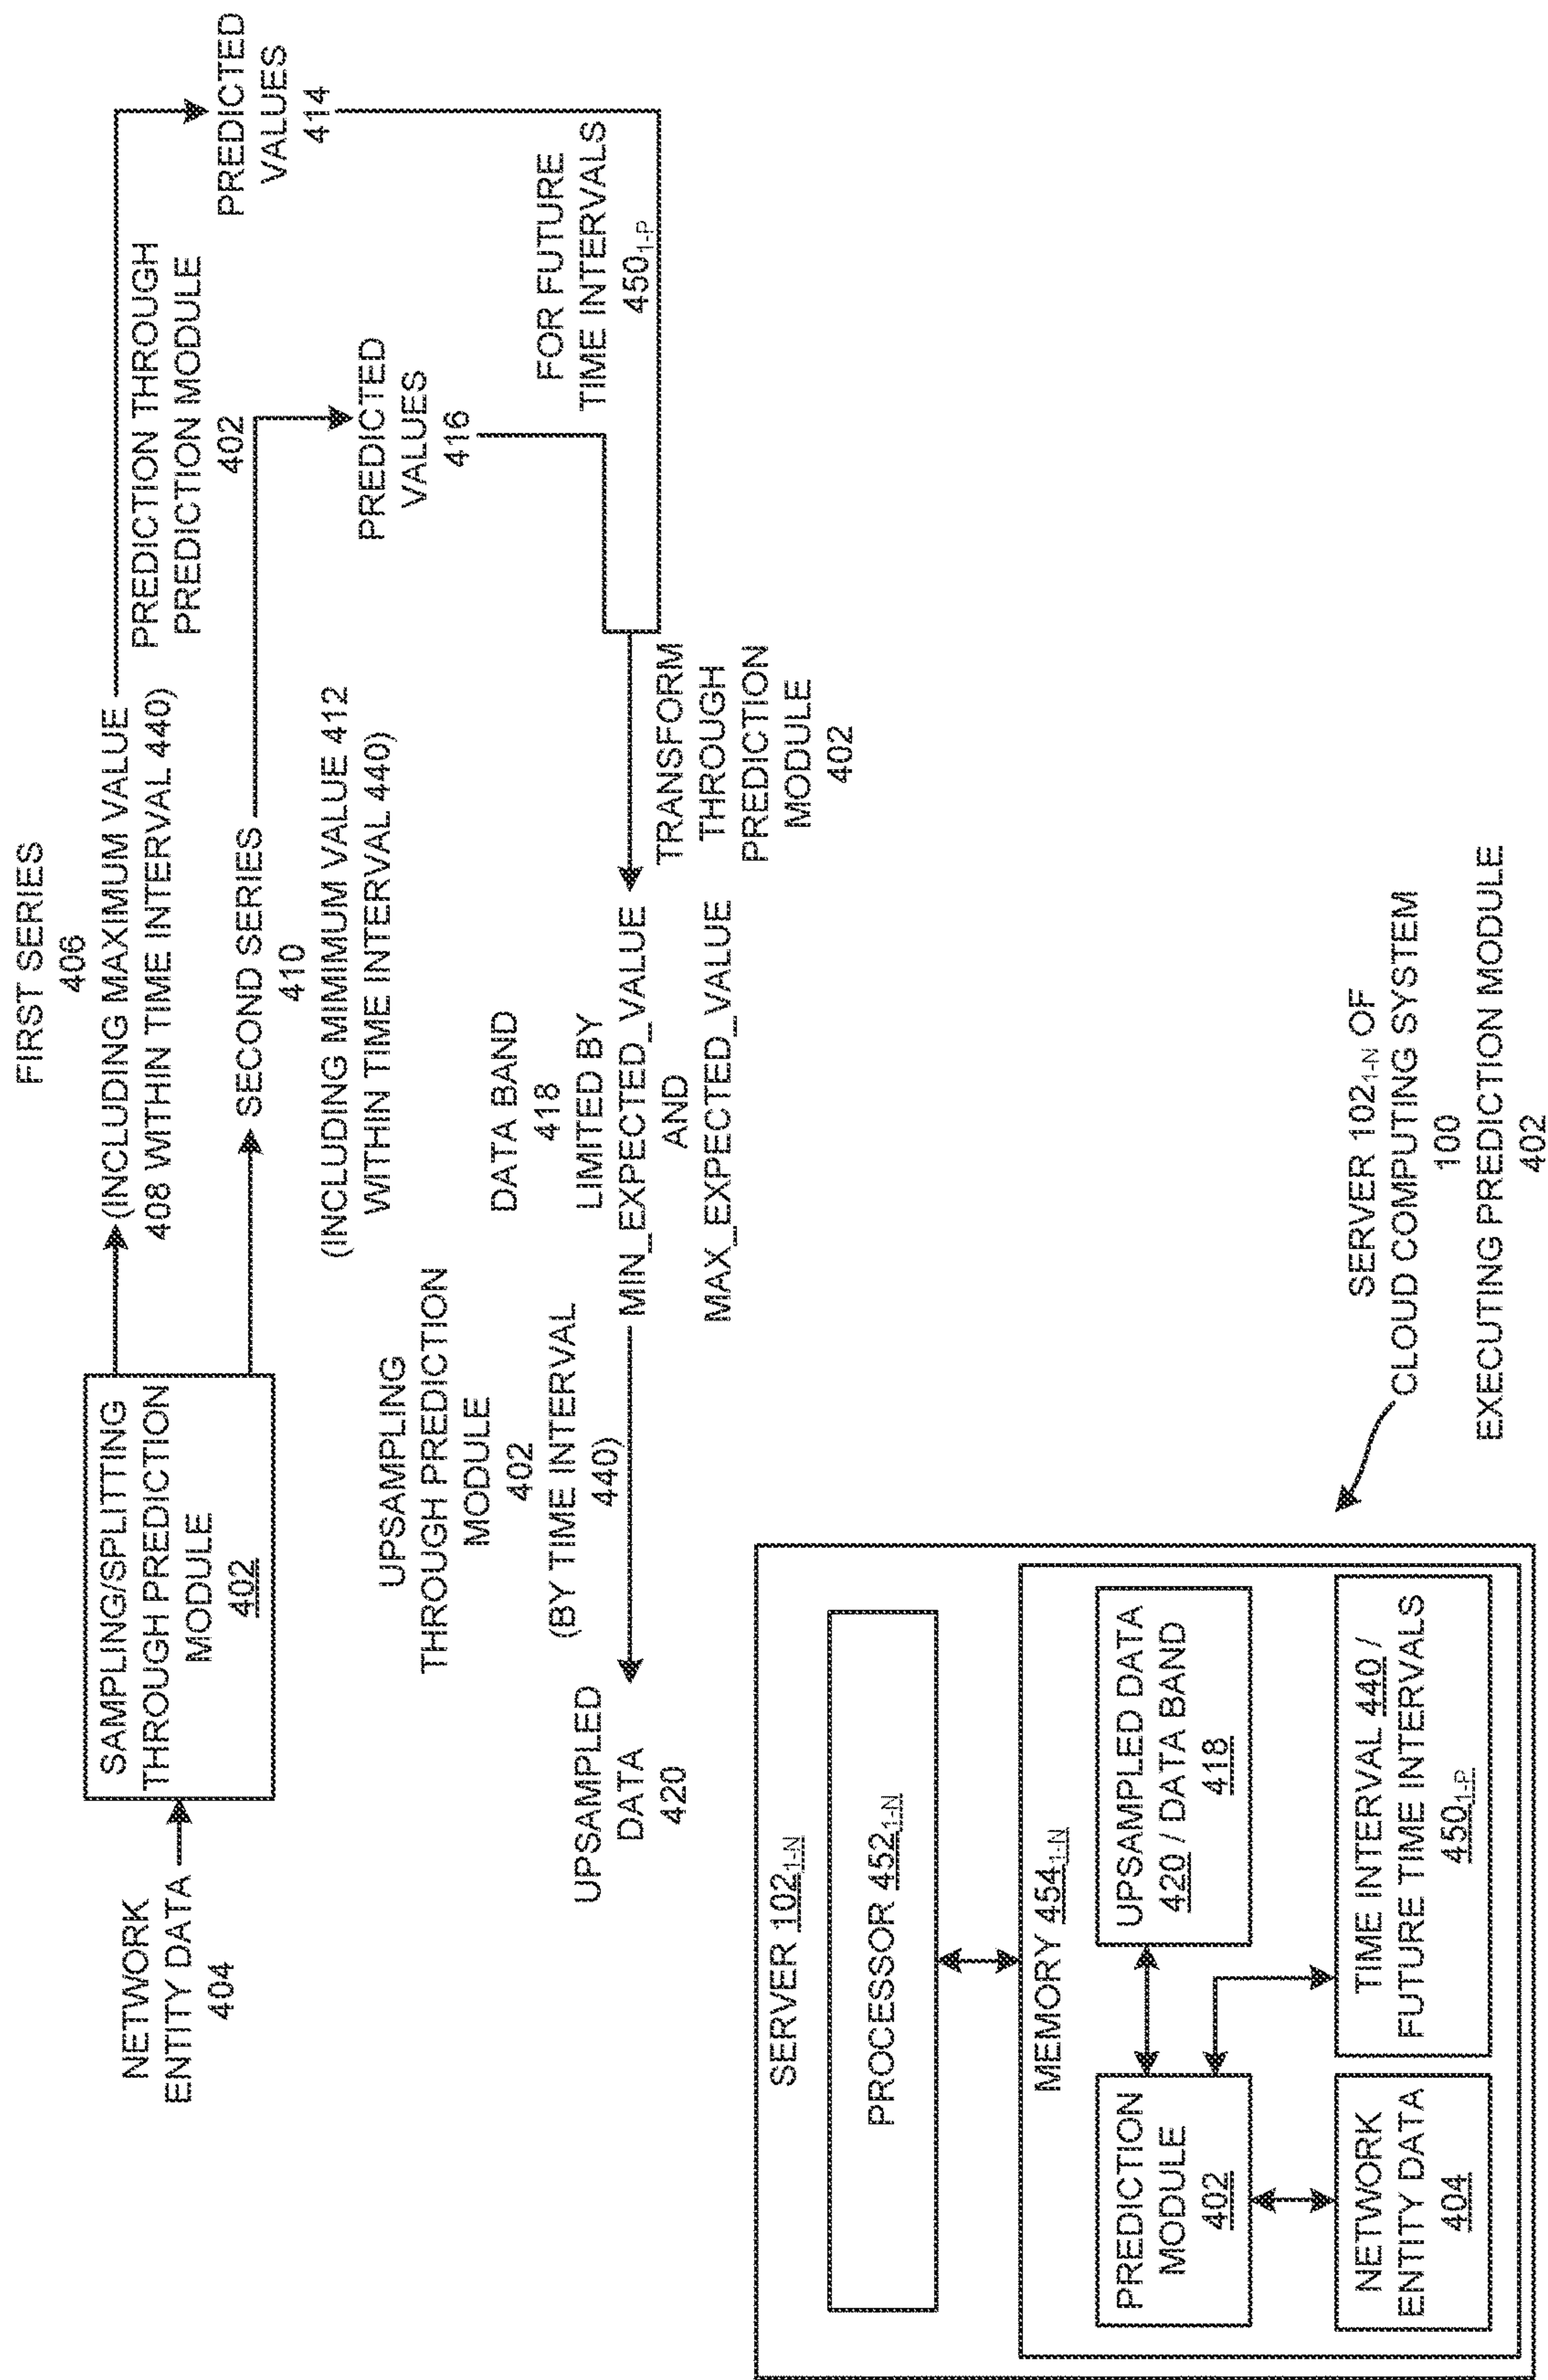 NETWORK
ENTITY DATA
404
SAMPLING/SPLITTING
THROUGH PREDICTION
MODULE
402
FIRST SERIES
406
(INCLUDING MAXIMUM VALUE
408 WITHIN TIME INTERVAL 440)
PREDICTION THROUGH
PREDICTION MODULE
402
PREDICTED
VALUES
414
SECOND SERIES
410
(INCLUDING MIMIMUM VALUE 412
WITHIN TIME INTERVAL 440)
PREDICTED
VALUES
416
FOR FUTURE
TIME INTERVALS
450₁₋P
TRANSFORM
THROUGH
PREDICTION
MODULE
402
DATA BAND
418
LIMITED BY
MIN_EXPECTED_VALUE
AND
MAX_EXPECTED_VALUE
UPSAMPLING
THROUGH PREDICTION
MODULE
402
(BY TIME INTERVAL
440)
UPSAMPLED
DATA
420
SERVER 102₁₋N
PROCESSOR 452₁₋N
MEMORY 454₁₋N
PREDICTION
MODULE
402
UPSAMPLED DATA
420 / DATA BAND
418
NETWORK
ENTITY DATA
404
TIME INTERVAL 440 /
FUTURE TIME INTERVALS
450₁₋P
SERVER 102₁₋N OF
CLOUD COMPUTING SYSTEM
100
EXECUTING PREDICTION MODULE
402